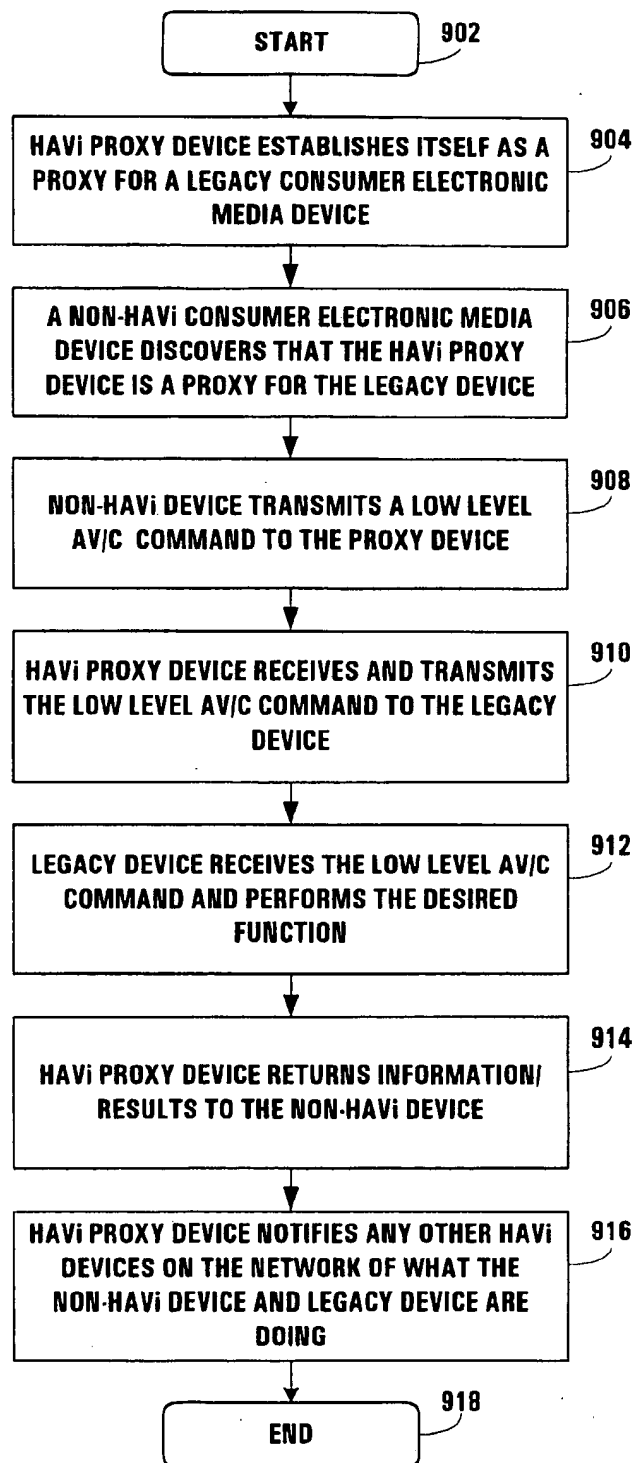 START
902
HAVi PROXY DEVICE ESTABLISHES ITSELF AS A
PROXY FOR A LEGACY CONSUMER ELECTRONIC
MEDIA DEVICE
904
A NON-HAVi CONSUMER ELECTRONIC MEDIA
DEVICE DISCOVERS THAT THE HAVi PROXY
DEVICE IS A PROXY FOR THE LEGACY DEVICE
906
NON-HAVi DEVICE TRANSMITS A LOW LEVEL
AV/C COMMAND TO THE PROXY DEVICE
908
HAVi PROXY DEVICE RECEIVES AND TRANSMITS
THE LOW LEVEL AV/C COMMAND TO THE LEGACY
DEVICE
910
LEGACY DEVICE RECEIVES THE LOW LEVEL AV/C
COMMAND AND PERFORMS THE DESIRED
FUNCTION
912
HAVi PROXY DEVICE RETURNS INFORMATION/
RESULTS TO THE NON-HAVi DEVICE
914
HAVi PROXY DEVICE NOTIFIES ANY OTHER HAVi
DEVICES ON THE NETWORK OF WHAT THE
NON-HAVi DEVICE AND LEGACY DEVICE ARE
DOING
916
END
918